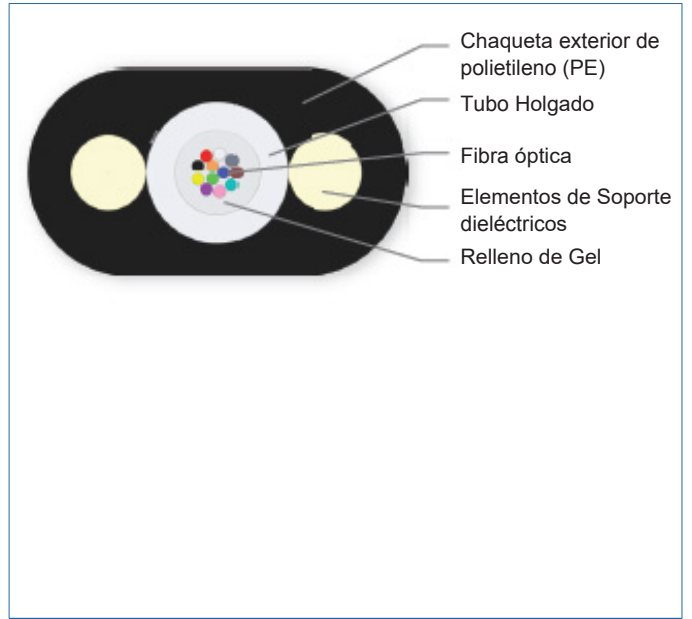 Chaqueta exterior de
polietileno (PE)
Tubo Holgado
Fibra óptica
Elementos de Soporte
dieléctricos
Relleno de Gel